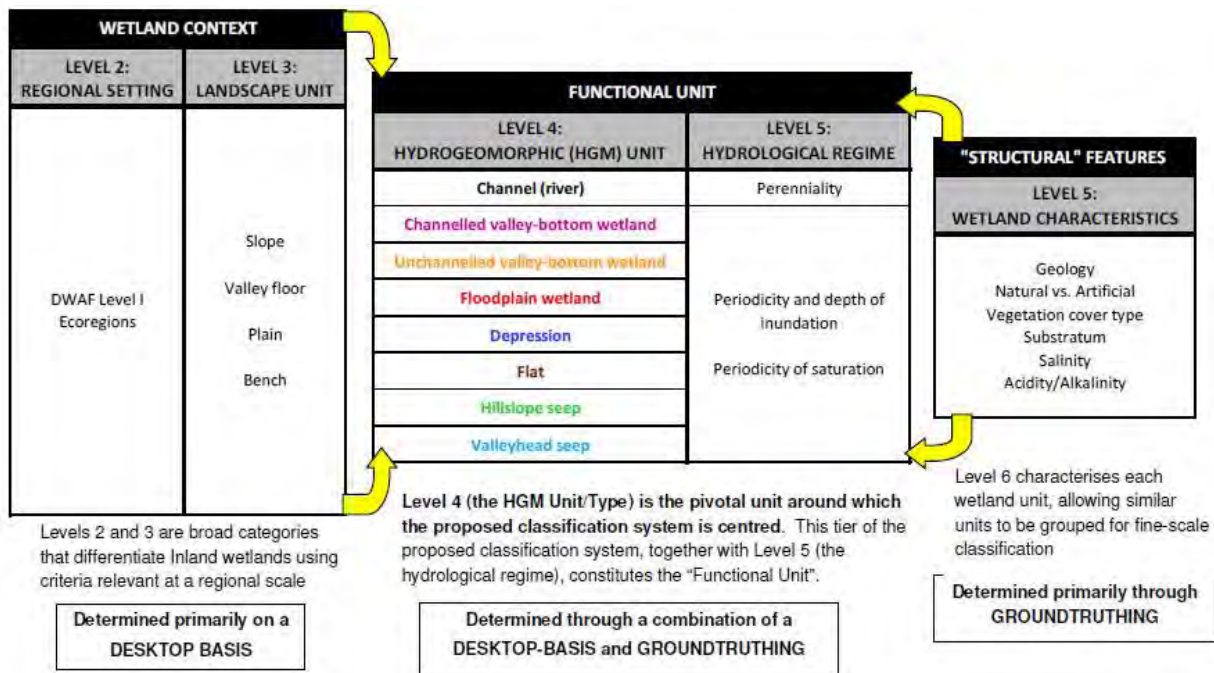 WETLAND CONTEXT
LEVEL 2:
REGIONAL SETTING
LEVEL 3:
LANDSCAPE UNIT
DWAF Level I
Ecoregions
Slope
Valley floor
Plain
Bench
Levels 2 and 3 are broad categories
that differentiate Inland wetlands using
criteria relevant at a regional scale
Determined primarily on a
DESKTOP BASIS
FUNCTIONAL UNIT
LEVEL 4:
HYDROGEOMORPHIC (HGM) UNIT
LEVEL 5:
HYDROLOGICAL REGIME
Channel (river)
Perenniality
Channelled valley-bottom wetland
Unchannelled valley-bottom wetland
Floodplain wetland
Depression
Flat
Hillslope seep
Valleyhead seep
Periodicity and depth of
inundation
Periodicity of saturation
Level 4 (the HGM Unit/Type) is the pivotal unit around which
the proposed classification system is centred. This tier of the
proposed classification system, together with Level 5 (the
hydrological regime), constitutes the “Functional Unit”.
Determined through a combination of a
DESKTOP-BASIS and GROUNDTRUTHING
"STRUCTURAL" FEATURES
LEVEL 5:
WETLAND CHARACTERISTICS
Geology
Natural vs. Artificial
Vegetation cover type
Substratum
Salinity
Acidity/Alkalinity
Level 6 characterises each
wetland unit, allowing similar
units to be grouped for fine-scale
classification
Determined primarily through
GROUNDTRUTHING